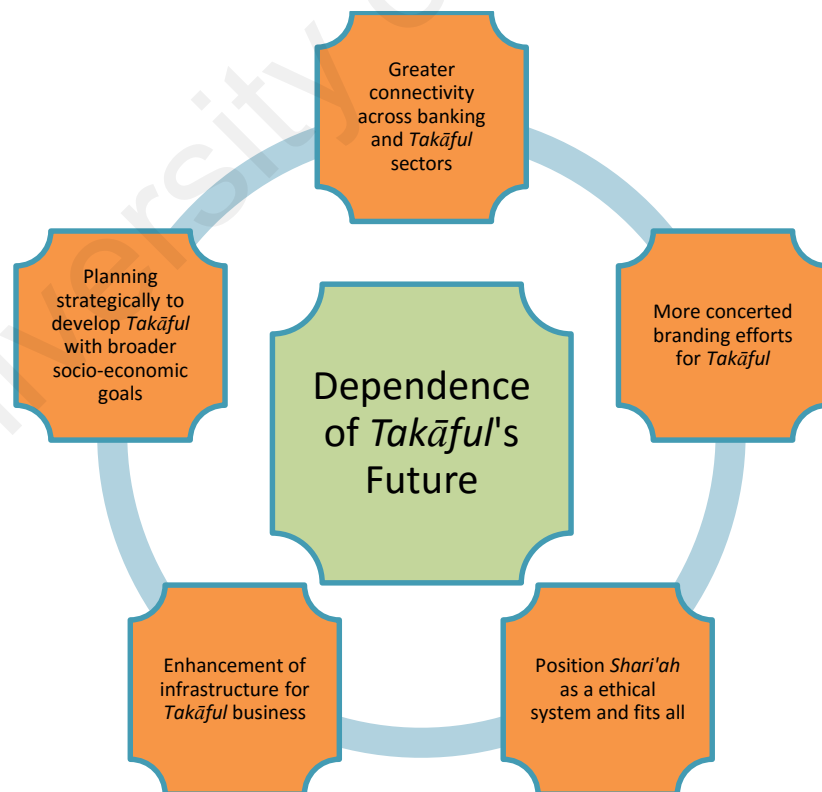 Greater
connectivity
across banking
and Takāful
sectors
More concerted
branding efforts
for Takāful
Position Shari'ah
as a ethical
system and fits all
Enhancement of
infrastructure for
Takāful business
Planning
strategically to
develop Takāful
with broader
socio-economic
goals
Dependence
of Takāful's
Future